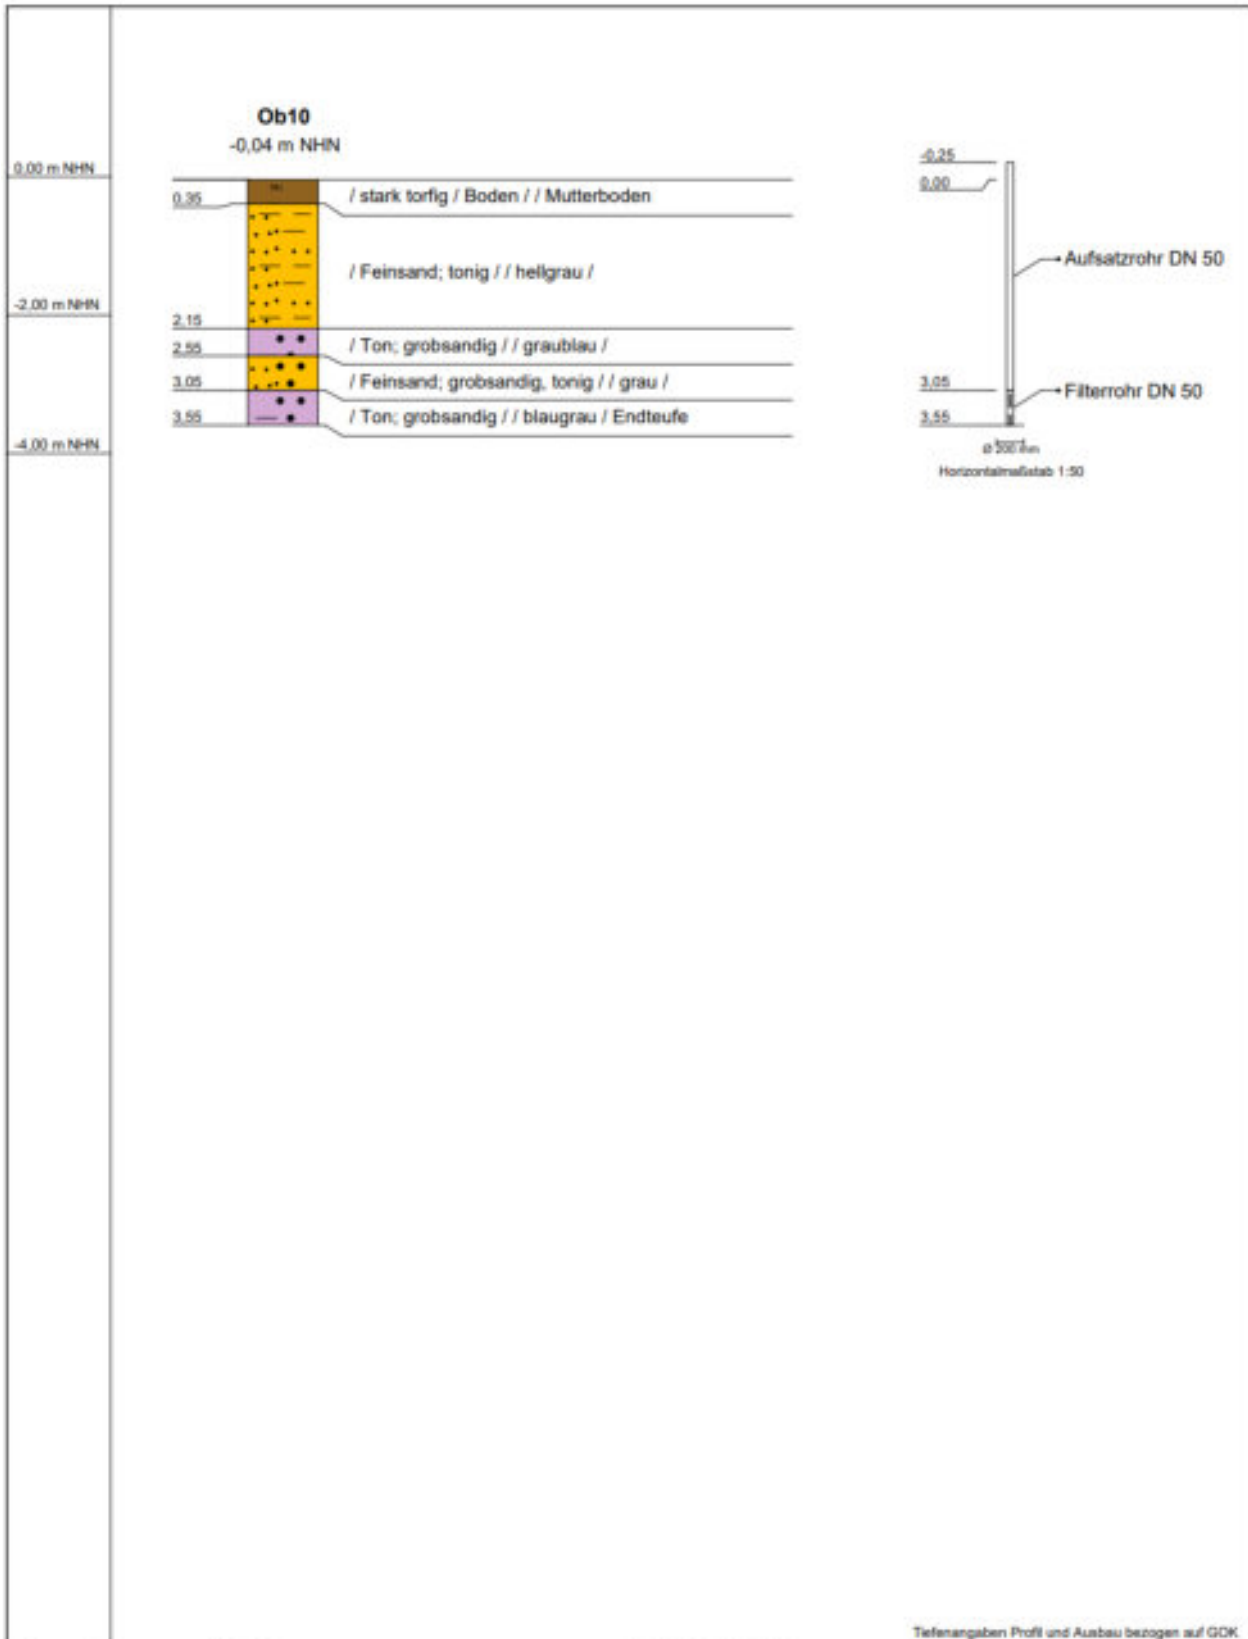 Ob10
-0,04 m NHN
0,00 m NHN
-2,00 m NHN
-4,00 m NHN
0,35
2,15
2,55
3,05
3,55
/ stark torfig / Boden / / Mutterboden
/ Feinsand; tonig / / hellgrau /
/ Ton; grobsandig / / graublau /
/ Feinsand; grobsandig, tonig / / grau /
/ Ton; grobsandig / / blaugrau / Endteufe
-0,25
0,00
Aufsatzrohr DN 50
3,05
Filterrohr DN 50
3,55
Ø 200 mm
Horizontalmaßstab 1:50
Tiefenangaben Profil und Ausbau bezogen auf GOK